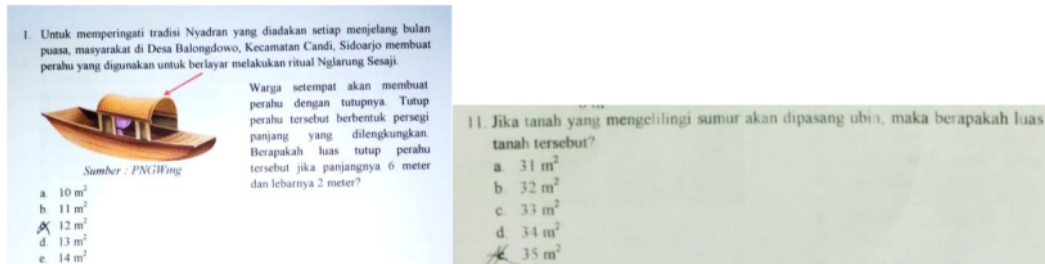 1. Untuk memperingati tradisi Nyadran yang diadakan setiap menjelang bulan
puasa, masyarakat di Desa Balongdowo, Kecamatan Candi, Sidoarjo membuat
perahu yang digunakan untuk berlayar melakukan ritual Nglarung Sesaji.
Warga setempat akan membuat
perahu dengan tutupnya. Tutup
perahu tersebut berbentuk persegi
panjang yang dilengkungkan.
Berapakah luas tutup perahu
tersebut jika panjangnya 6 meter
dan lebarnya 2 meter?
Sumber : PNGWing
a. 10 m²
b. 11 m²
12 m²
d. 13 m²
e. 14 m²
11. Jika tanah yang mengelilingi sumur akan dipasang ubin, maka berapakah luas
tanah tersebut?
a. 31 m²
b. 32 m²
c. 33 m²
d. 34 m²
35 m²